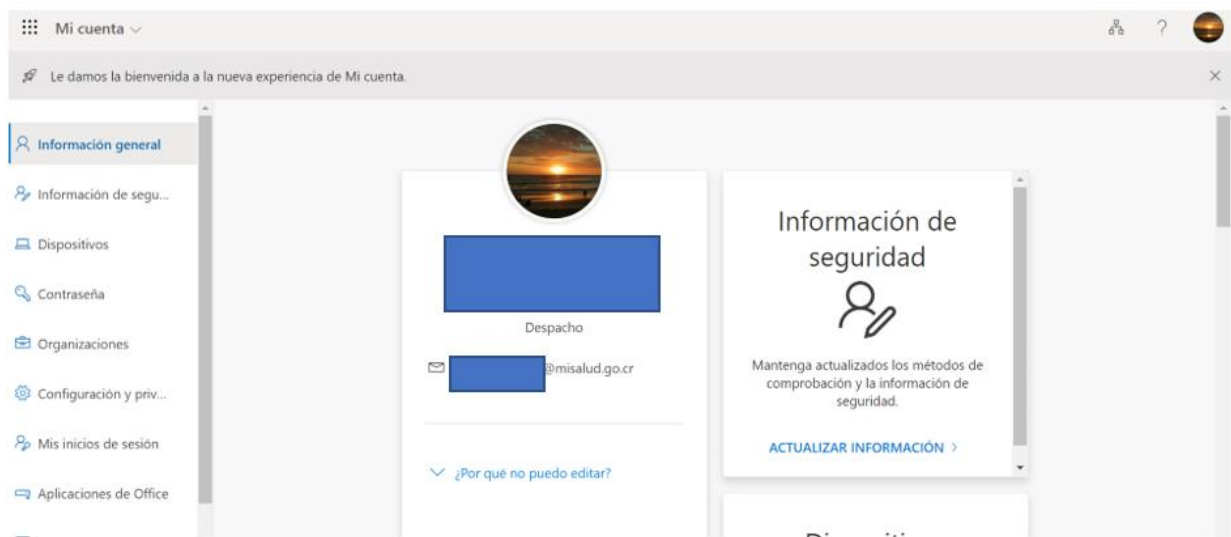 Mi cuenta
?
Le damos la bienvenida a la nueva experiencia de Mi cuenta.
Información general
Información de segu...
Dispositivos
Contraseña
Organizaciones
Configuración y priv...
Mis inicios de sesión
Aplicaciones de Office
Despacho
@misalud.go.cr
¿Por qué no puedo editar?
Información de
seguridad
Mantenga actualizados los métodos de
comprobación y la información de
seguridad.
ACTUALIZAR INFORMACIÓN >